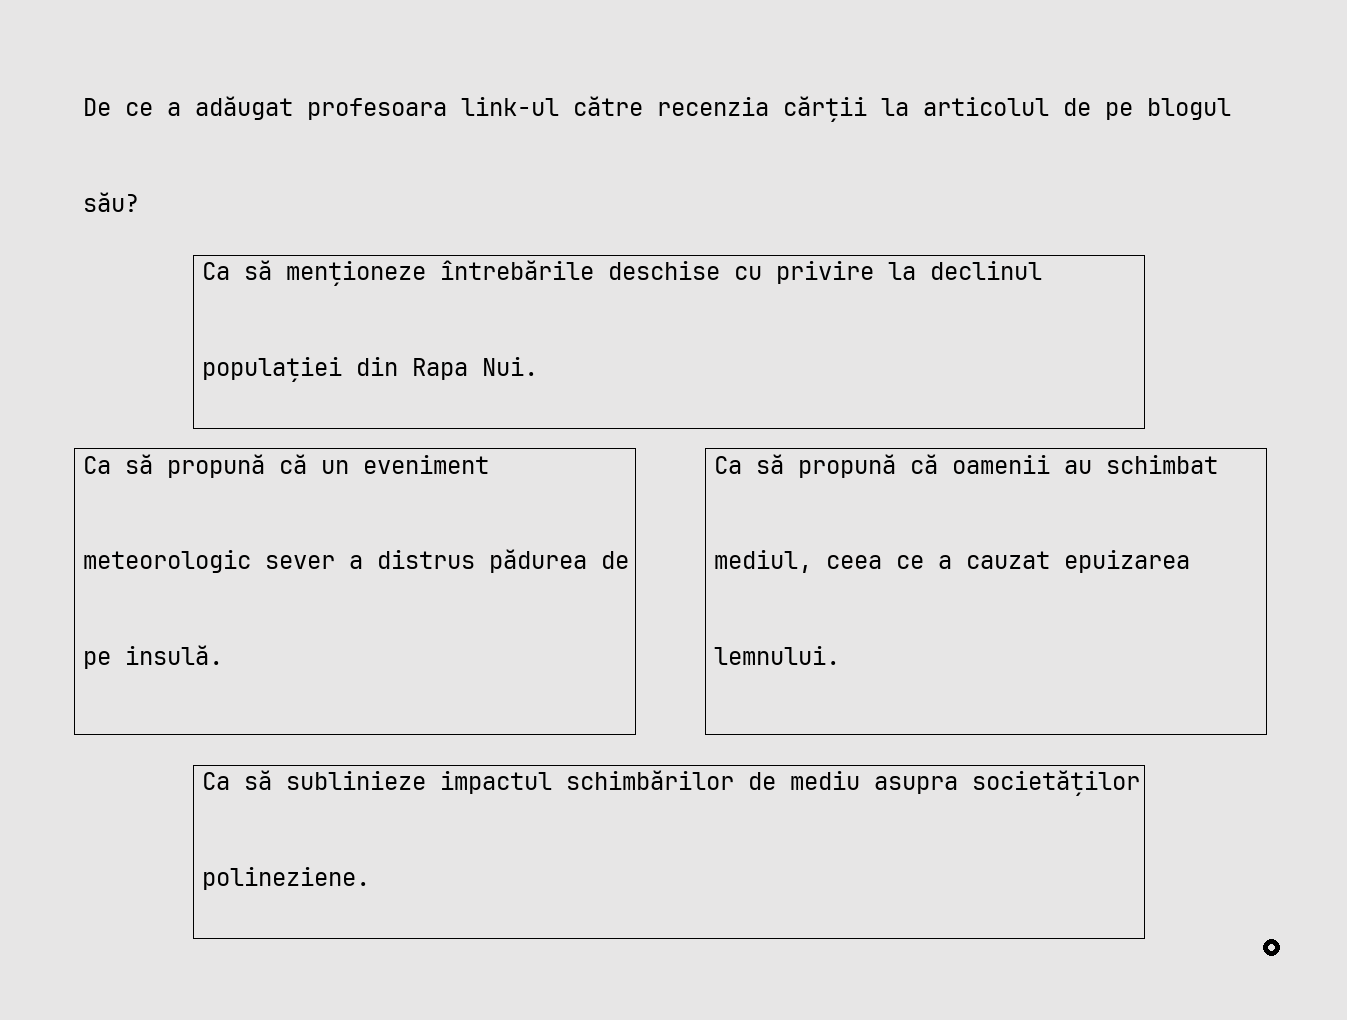 De ce a adăugat profesoara link-ul către recenzia cărții la articolul de pe blogul
său?
Ca să menționeze întrebările deschise cu privire la declinul
populației din Rapa Nui.
Ca să propună că un eveniment
meteorologic sever a distrus pădurea de
pe insulă.
Ca să propună că oamenii au schimbat
mediul, ceea ce a cauzat epuizarea
lemnului.
Ca să sublinieze impactul schimbărilor de mediu asupra societăților
polineziene.